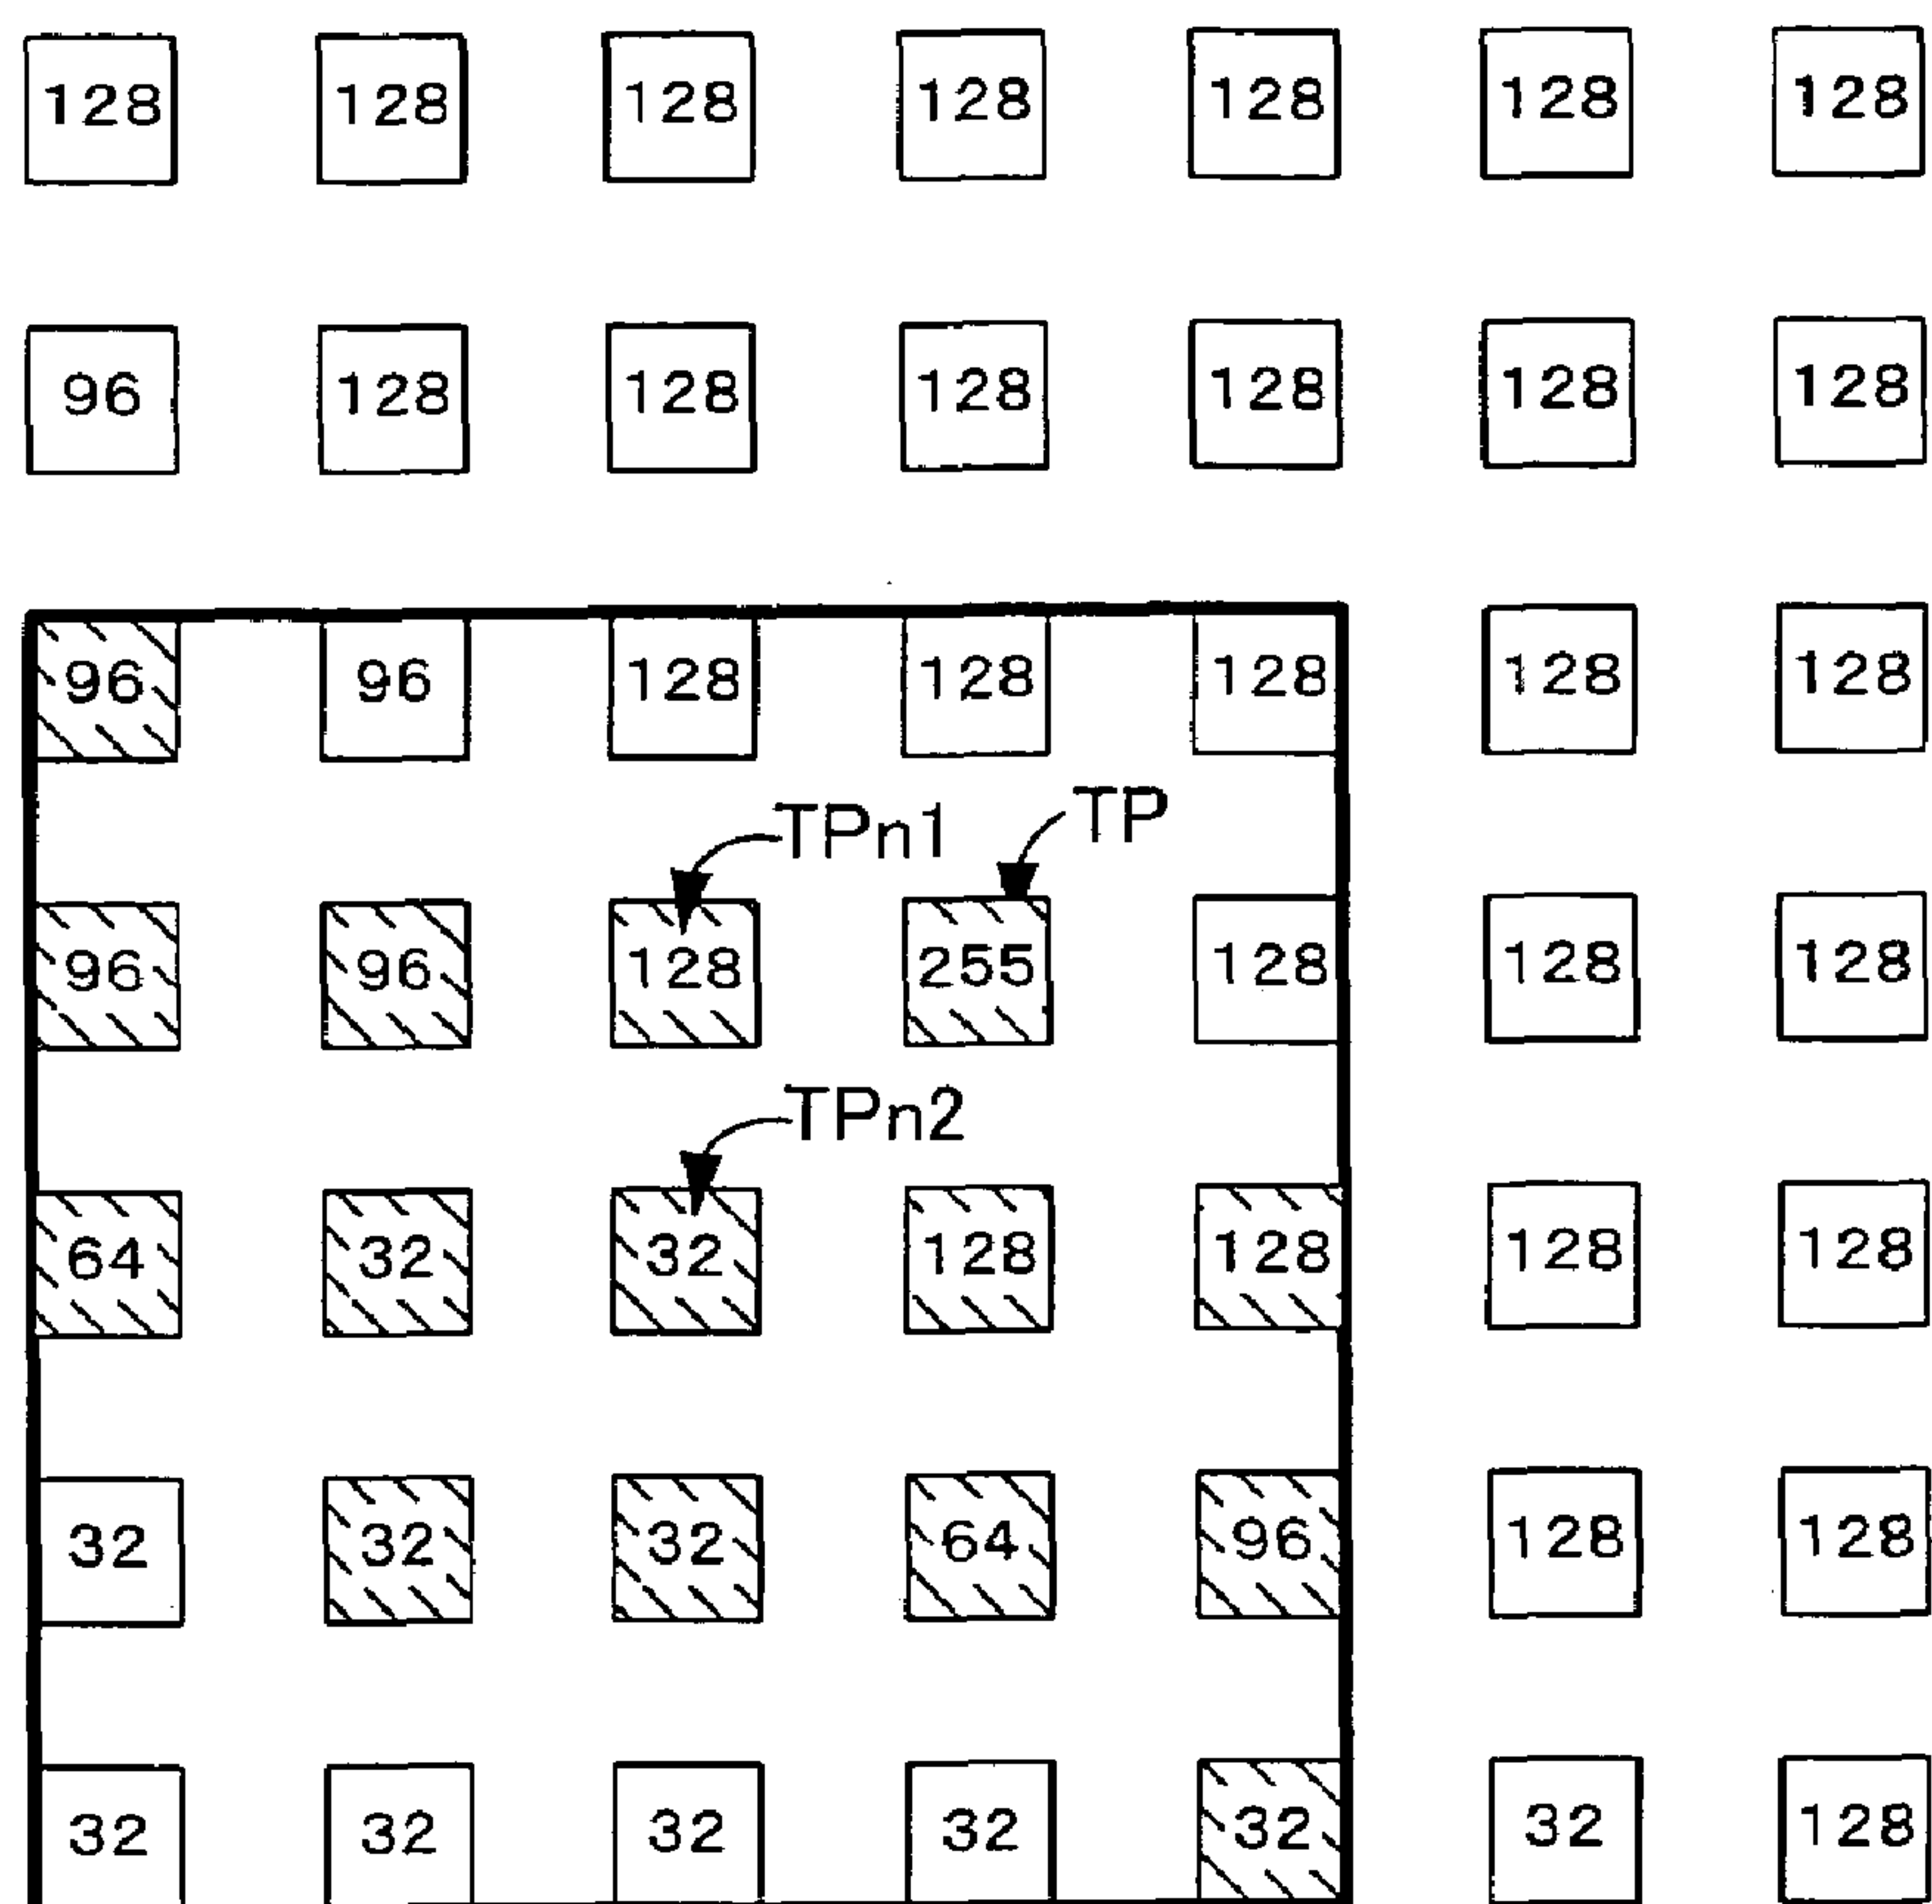 128 128 128 128 128 128 128
96 128 128 128 128 128 128
96 96 128 128 128 128 128
TPn1 TP
96 96 128 255 128 128 128
TPn2
64 32 32 128 128 128 128
32 32 32 64 96 128 128
32 32 32 32 32 32 128